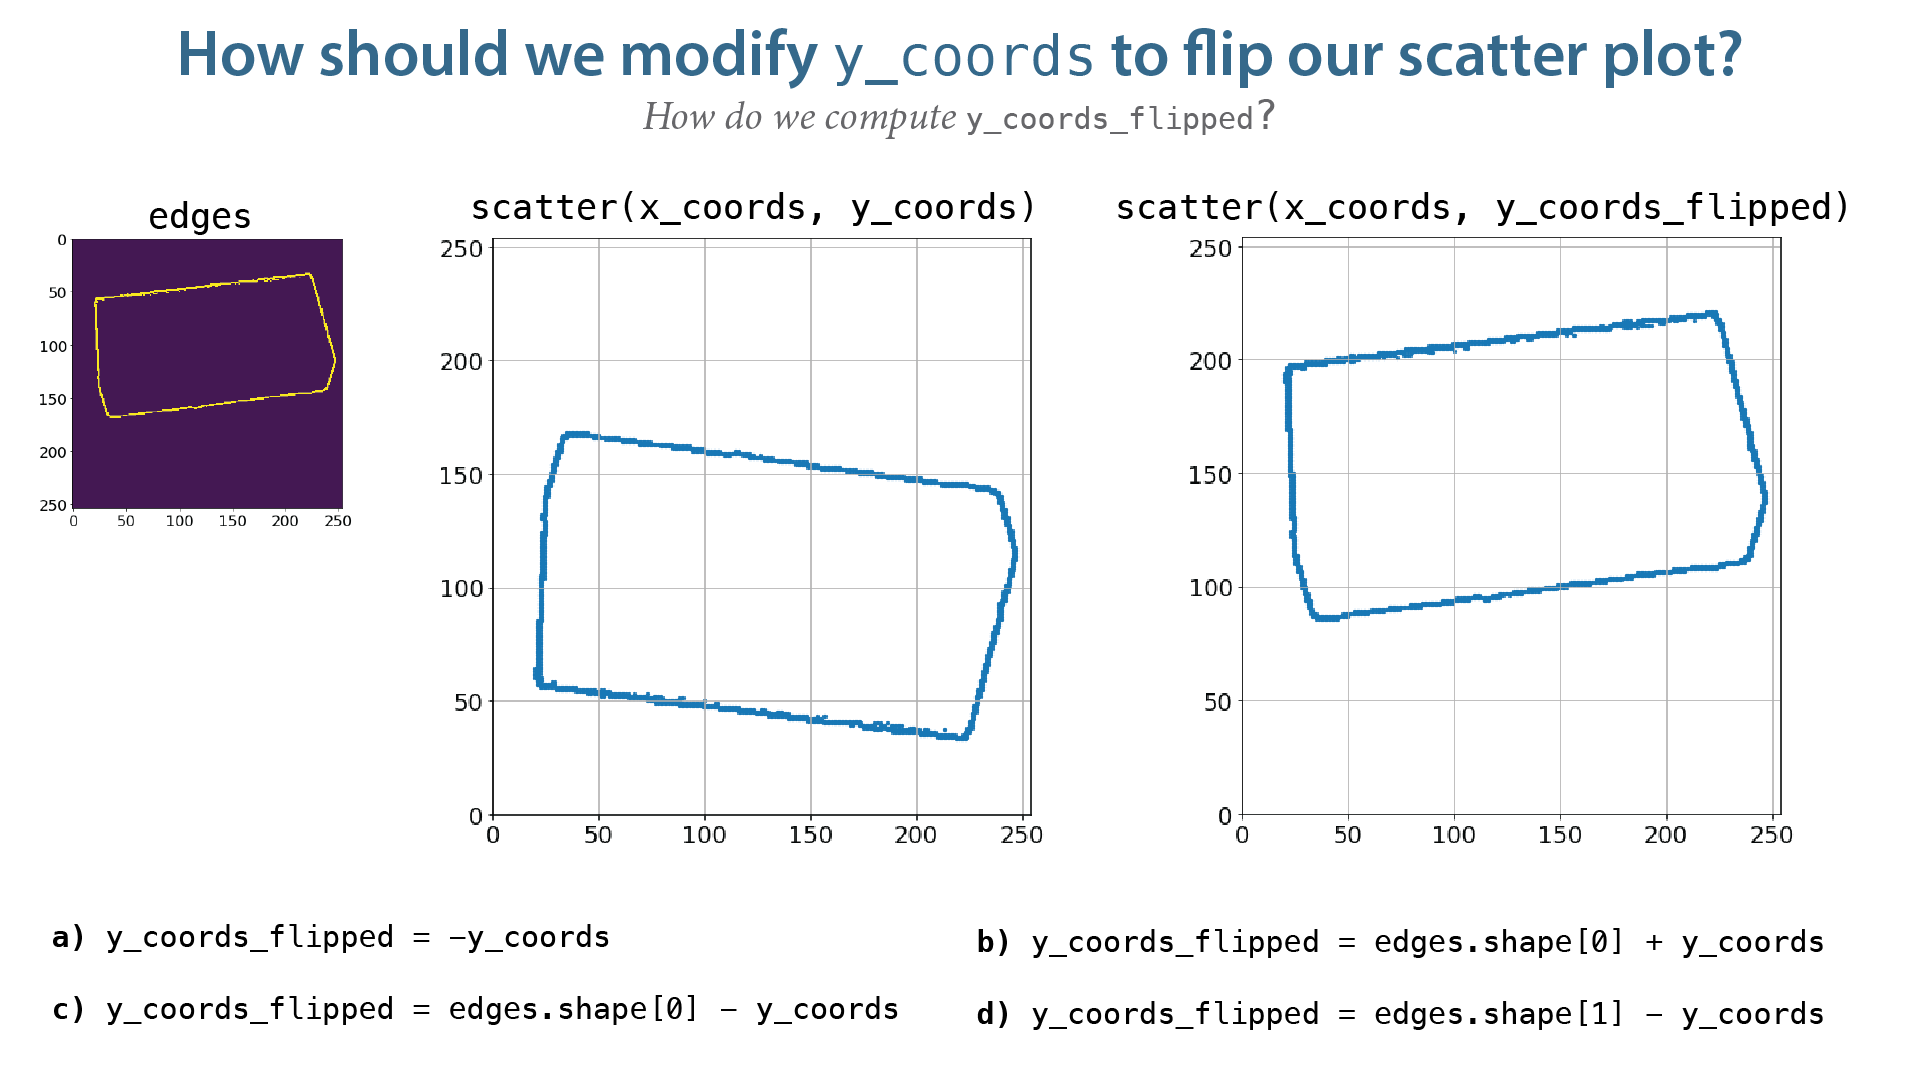 How should we modify y_coords to flip our scatter plot?
How do we compute y_coords_flipped?
edges
0
50
100
150
200
250
0 50 100 150 200 250
scatter(x_coords, y_coords)
250
200
150
100
50
0
0 50 100 150 200 250
scatter(x_coords, y_coords_flipped)
250
200
150
100
50
0
0 50 100 150 200 250
a) y_coords_flipped = −y_coords
b) y_coords_flipped = edges.shape[0] + y_coords
c) y_coords_flipped = edges.shape[0] − y_coords
d) y_coords_flipped = edges.shape[1] − y_coords